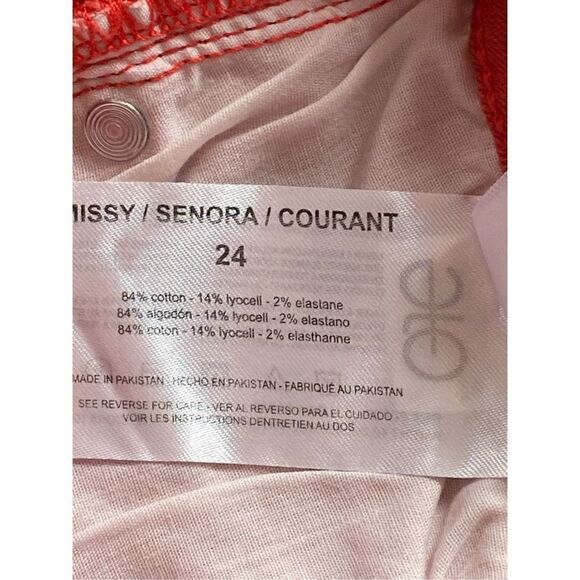 MISSY / SENORA / COURANT
24
84% cotton - 14% lyocell - 2% elastane
84% algodón - 14% lyocell - 2% elastano
84% coton - 14% lyocell - 2% elasthanne
MADE IN PAKISTAN - HECHO EN PAKISTAN - FABRIQUÉ AU PAKISTAN
SEE REVERSE FOR CARE - VER AL REVERSO PARA EL CUIDADO -
VOIR LES INSTRUCTIONS DENTRETIEN AU DOS